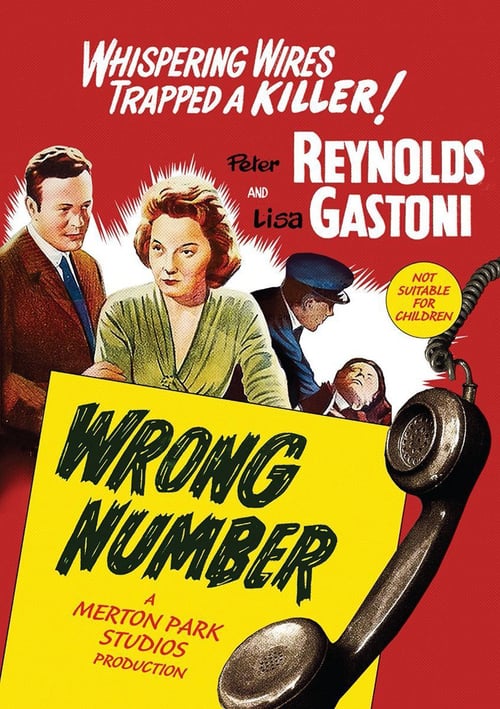 WHISPERING WIRES
TRAPPED A KILLER!
Peter REYNOLDS
AND
Lisa GASTONI
NOT
SUITABLE
FOR
CHILDREN
WRONG
NUMBER
A
MERTON PARK
STUDIOS
PRODUCTION